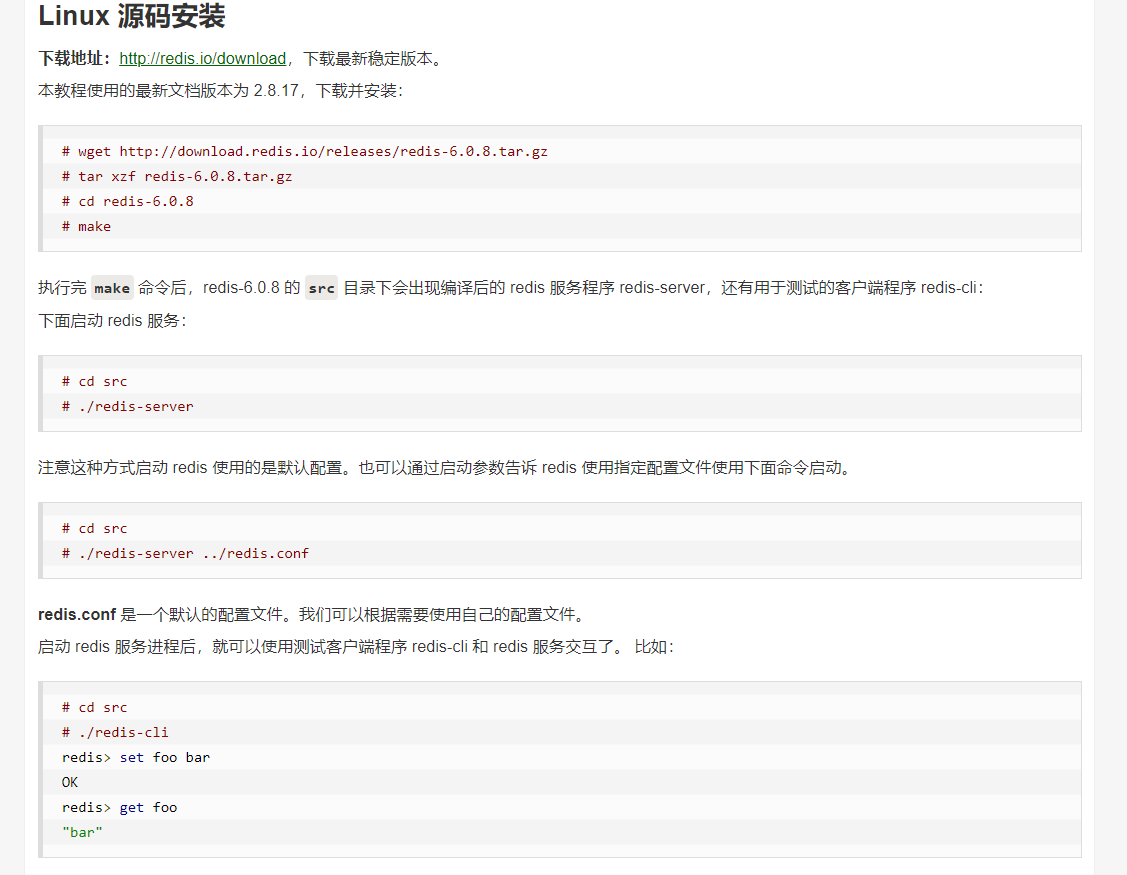 Linux 源码安装
下载地址：http://redis.io/download，下载最新稳定版本。
本教程使用的最新文档版本为 2.8.17，下载并安装：
# wget http://download.redis.io/releases/redis-6.0.8.tar.gz
# tar xzf redis-6.0.8.tar.gz
# cd redis-6.0.8
# make
执行完 make 命令后，redis-6.0.8 的 src 目录下会出现编译后的 redis 服务程序 redis-server，还有用于测试的客户端程序 redis-cli：
下面启动 redis 服务：
# cd src
# ./redis-server
注意这种方式启动 redis 使用的是默认配置。也可以通过启动参数告诉 redis 使用指定配置文件使用下面命令启动。
# cd src
# ./redis-server ../redis.conf
redis.conf 是一个默认的配置文件。我们可以根据需要使用自己的配置文件。
启动 redis 服务进程后，就可以使用测试客户端程序 redis-cli 和 redis 服务交互了。 比如：
# cd src
# ./redis-cli
redis> set foo bar
OK
redis> get foo
"bar"